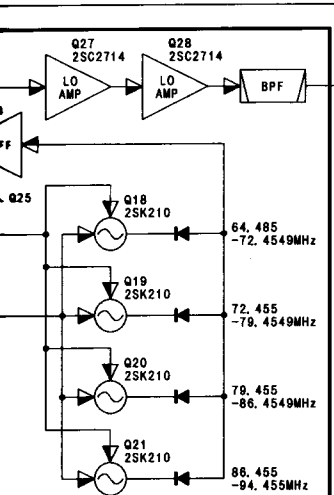 Q27
2SC2714
Q28
2SC2714
LO
AMP
LO
AMP
BPF
FF
Q25
Q18
2SK210
64.485
-72.4549MHz
Q19
2SK210
72.455
-79.4549MHz
Q20
2SK210
79.455
-86.4549MHz
Q21
2SK210
86.455
-94.455MHz